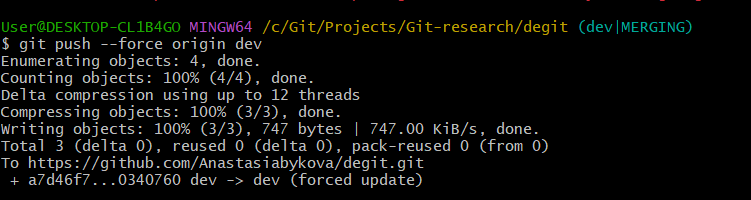 User@DESKTOP-CL1B4GO MINGW64 /c/Git/Projects/Git-research/degit (dev|MERGING)
$ git push --force origin dev
Enumerating objects: 4, done.
Counting objects: 100% (4/4), done.
Delta compression using up to 12 threads
Compressing objects: 100% (3/3), done.
Writing objects: 100% (3/3), 747 bytes | 747.00 KiB/s, done.
Total 3 (delta 0), reused 0 (delta 0), pack-reused 0 (from 0)
To https://github.com/Anastasiabykova/degit.git
 + a7d46f7...0340760 dev -> dev (forced update)